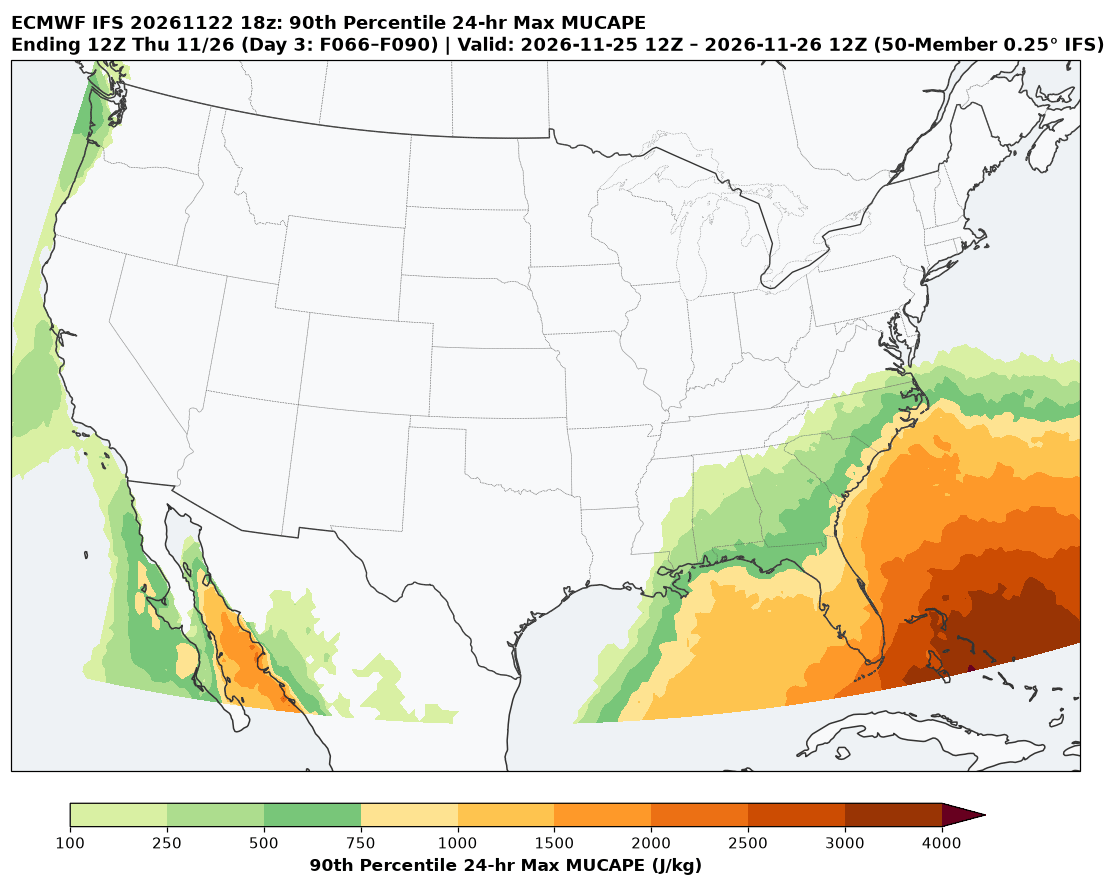 ECMWF IFS 20261122 18z: 90th Percentile 24-hr Max MUCAPE
Ending 12Z Thu 11/26 (Day 3: F066–F090) | Valid: 2026-11-25 12Z – 2026-11-26 12Z (50-Member 0.25° IFS)
100 250 500 750 1000 1500 2000 2500 3000 4000
90th Percentile 24-hr Max MUCAPE (J/kg)